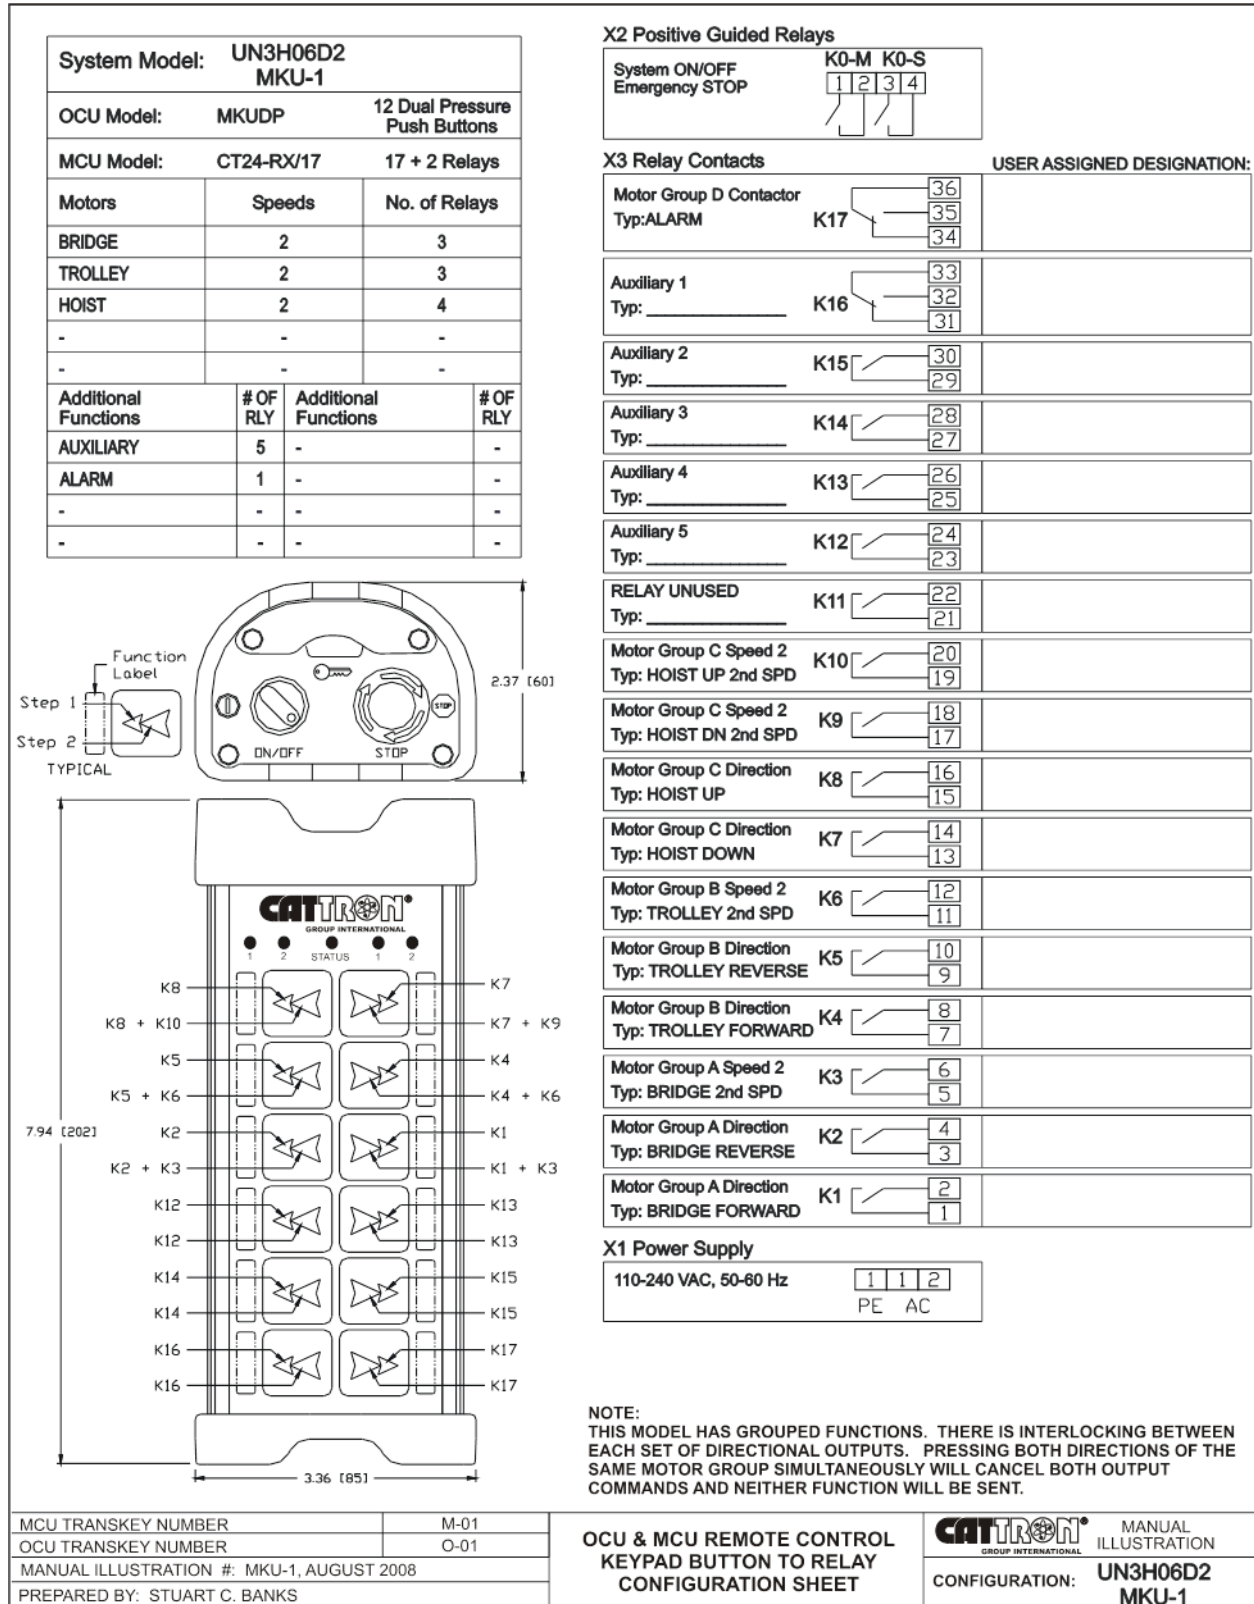 System Model: UN3H06D2
MKU-1
OCU Model: MKUDP 12 Dual Pressure
Push Buttons
MCU Model: CT24-RX/17 17 + 2 Relays
Motors Speeds No. of Relays
BRIDGE 2 3
TROLLEY 2 3
HOIST 2 4
- - -
- - -
Additional Functions # OF RLY Additional Functions # OF RLY
AUXILIARY 5 - -
ALARM 1 - -
- - - -
- - - -
Function
Label
Step 1
Step 2
TYPICAL
ON/OFF
STOP
STOP
2.37 [60]
CATTRON®
GROUP INTERNATIONAL
1 2 STATUS 1 2
K8 K7
K8 + K10 K7 + K9
K5 K4
K5 + K6 K4 + K6
7.94 [202]
K2 K1
K2 + K3 K1 + K3
K12 K13
K12 K13
K14 K15
K14 K15
K16 K17
K16 K17
3.36 [85]
X2 Positive Guided Relays
System ON/OFF K0-M K0-S
Emergency STOP 1 2 3 4
X3 Relay Contacts USER ASSIGNED DESIGNATION:
Motor Group D Contactor 36
Typ:ALARM K17 35
34
Auxiliary 1 33
Typ: K16 32
31
Auxiliary 2 K15 30
Typ: 29
Auxiliary 3 K14 28
Typ: 27
Auxiliary 4 K13 26
Typ: 25
Auxiliary 5 K12 24
Typ: 23
RELAY UNUSED K11 22
Typ: 21
Motor Group C Speed 2 K10 20
Typ: HOIST UP 2nd SPD 19
Motor Group C Speed 2 K9 18
Typ: HOIST DN 2nd SPD 17
Motor Group C Direction K8 16
Typ: HOIST UP 15
Motor Group C Direction K7 14
Typ: HOIST DOWN 13
Motor Group B Speed 2 K6 12
Typ: TROLLEY 2nd SPD 11
Motor Group B Direction K5 10
Typ: TROLLEY REVERSE 9
Motor Group B Direction K4 8
Typ: TROLLEY FORWARD 7
Motor Group A Speed 2 K3 6
Typ: BRIDGE 2nd SPD 5
Motor Group A Direction K2 4
Typ: BRIDGE REVERSE 3
Motor Group A Direction K1 2
Typ: BRIDGE FORWARD 1
X1 Power Supply
110-240 VAC, 50-60 Hz 1 1 2
PE AC
NOTE:
THIS MODEL HAS GROUPED FUNCTIONS. THERE IS INTERLOCKING BETWEEN
EACH SET OF DIRECTIONAL OUTPUTS. PRESSING BOTH DIRECTIONS OF THE
SAME MOTOR GROUP SIMULTANEOUSLY WILL CANCEL BOTH OUTPUT
COMMANDS AND NEITHER FUNCTION WILL BE SENT.
MCU TRANSKEY NUMBER M-01
OCU TRANSKEY NUMBER O-01
MANUAL ILLUSTRATION #: MKU-1, AUGUST 2008
PREPARED BY: STUART C. BANKS
OCU & MCU REMOTE CONTROL
KEYPAD BUTTON TO RELAY
CONFIGURATION SHEET
CATTRON® GROUP INTERNATIONAL
MANUAL
ILLUSTRATION
CONFIGURATION: UN3H06D2
MKU-1